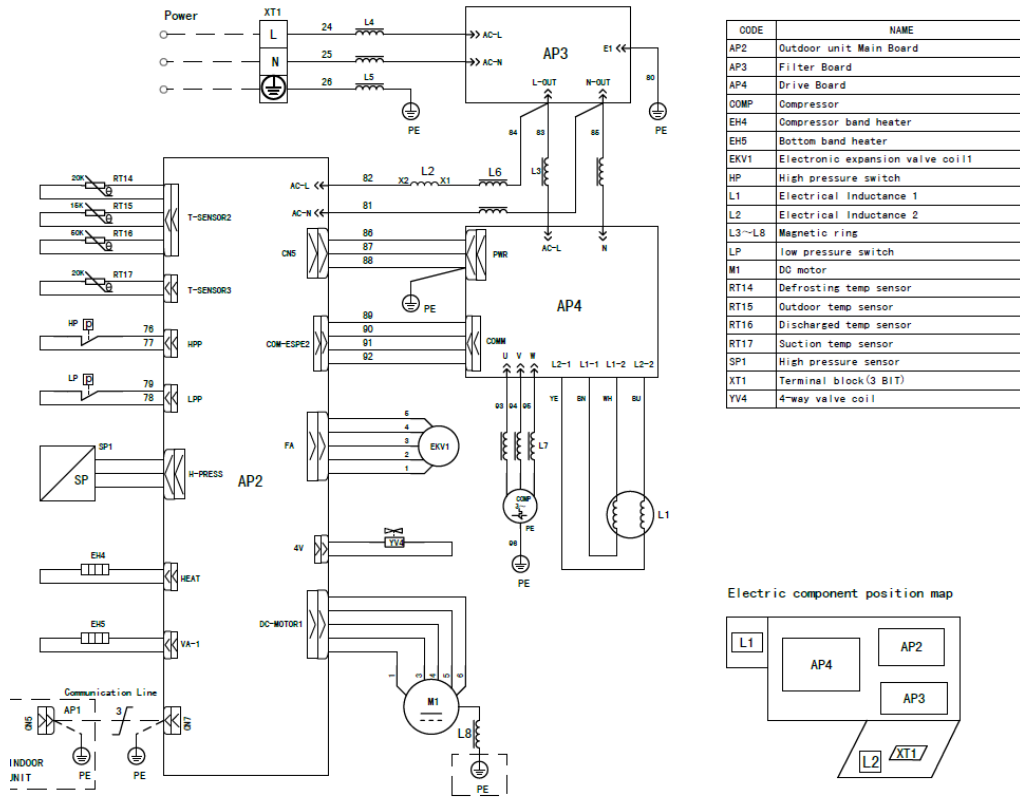 Power
XT1
L
N
24
25
26
L4
L5
PE
AC-L
AC-N
AP3
E1
L-OUT
N-OUT
80
PE
84
83
85
L3
AC-L
N
82
X2
L2
X1
L6
81
AC-L
AC-N
20K
RT14
15K
RT15
50K
RT16
T-SENSOR2
20K
RT17
T-SENSOR3
HP
P
76
77
HPP
LP
P
79
78
LPP
SP1
SP
H-PRESS
AP2
EH4
HEAT
EH5
VA-1
Communication Line
AP1
3
CN5
CN7
PE
PE
INDOOR
UNIT
CN5
86
87
88
PWR
PE
COM-ESPE2
89
90
91
92
COMM
AP4
U
V
W
L2-1
L1-1
L1-2
L2-2
93
94
95
YE
BN
WH
BU
L7
COMP
3~
PE
96
PE
L1
FA
6
4
3
2
1
EKV1
4V
YV4
DC-MOTOR1
1
3
4
5
6
M1
L8
PE
CODE NAME
AP2 Outdoor unit Main Board
AP3 Filter Board
AP4 Drive Board
COMP Compressor
EH4 Compressor band heater
EH5 Bottom band heater
EKV1 Electronic expansion valve coil1
HP High pressure switch
L1 Electrical Inductance 1
L2 Electrical Inductance 2
L3~L8 Magnetic ring
LP low pressure switch
M1 DC motor
RT14 Defrosting temp sensor
RT15 Outdoor temp sensor
RT16 Discharged temp sensor
RT17 Suction temp sensor
SP1 High pressure sensor
XT1 Terminal block(3 BIT)
YV4 4-way valve coil
Electric component position map
L1
AP4
AP2
AP3
L2
XT1